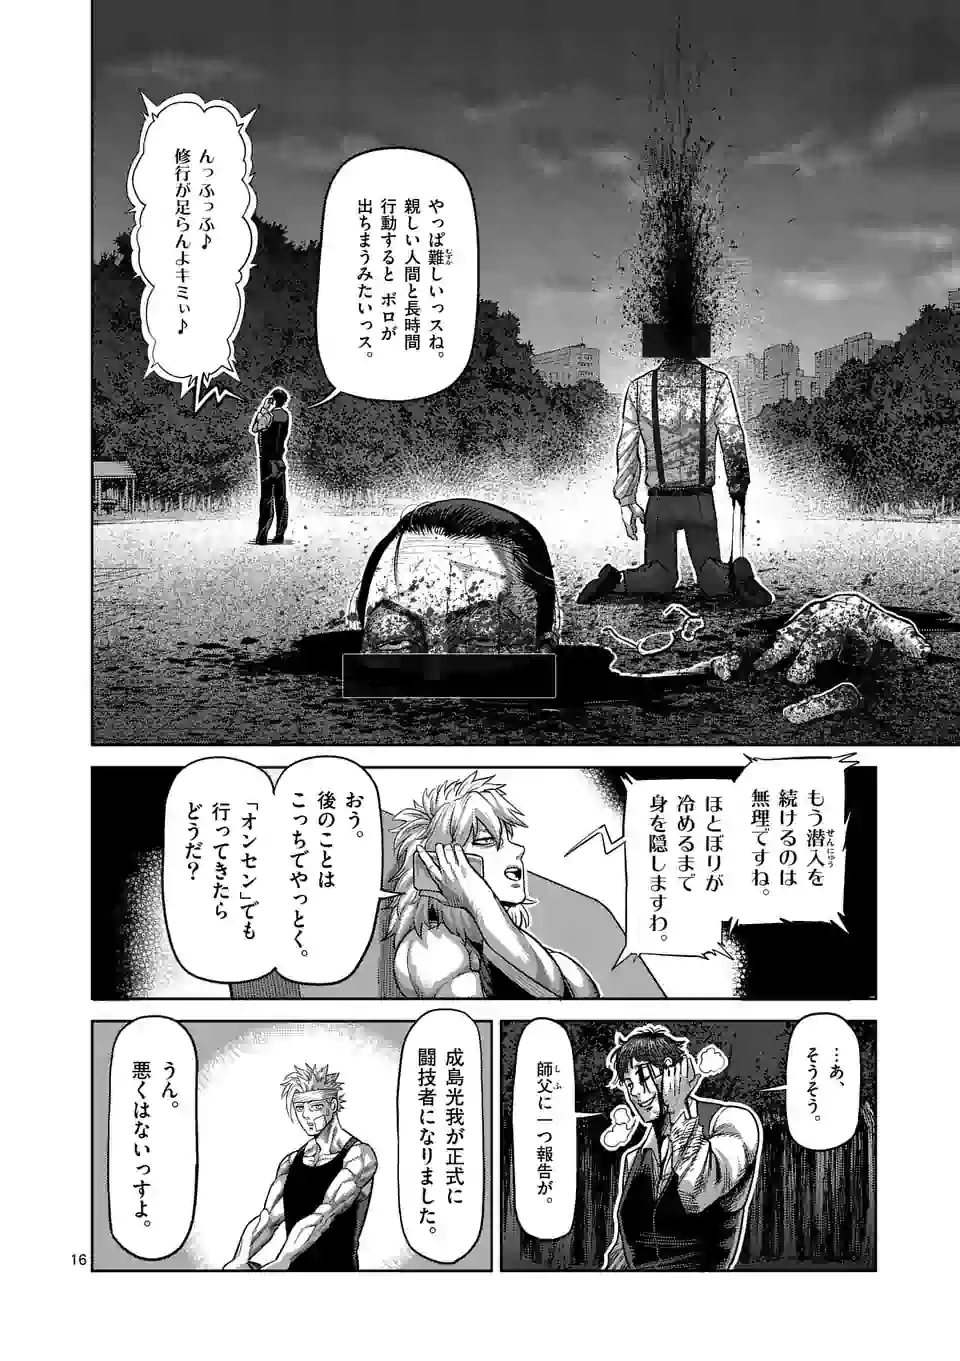 やっぱ難しいっスね。
親しい人間と長時間
行動すると ボロが
出ちまうみたいっス。
んっふっふ♪
修行が足らんよキミぃ♪
もう潜入を
続けるのは
無理ですね。
ほとぼりが
冷めるまで
身を隠しますわ。
おう。
後のことは
こっちでやっとく。
「オンセン」でも
行ってきたら
どうだ？
…あ、
そうそう。
師父に一つ報告が。
成島光我が正式に
闘技者になりました。
うん。
悪くはないっすよ。
16